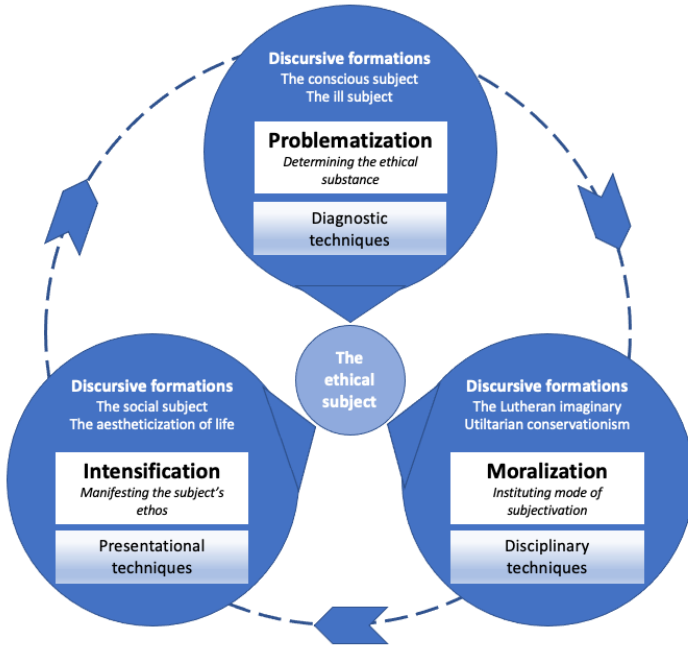 Discursive formations
The conscious subject
The ill subject
Problematization
Determining the ethical
substance
Diagnostic
techniques
The
ethical
subject
Discursive formations
The social subject
The aestheticization of life
Intensification
Manifesting the subject's
ethos
Presentational
techniques
Discursive formations
The Lutheran imaginary
Utiltarian conservationism
Moralization
Instituting mode of
subjectivation
Disciplinary
techniques